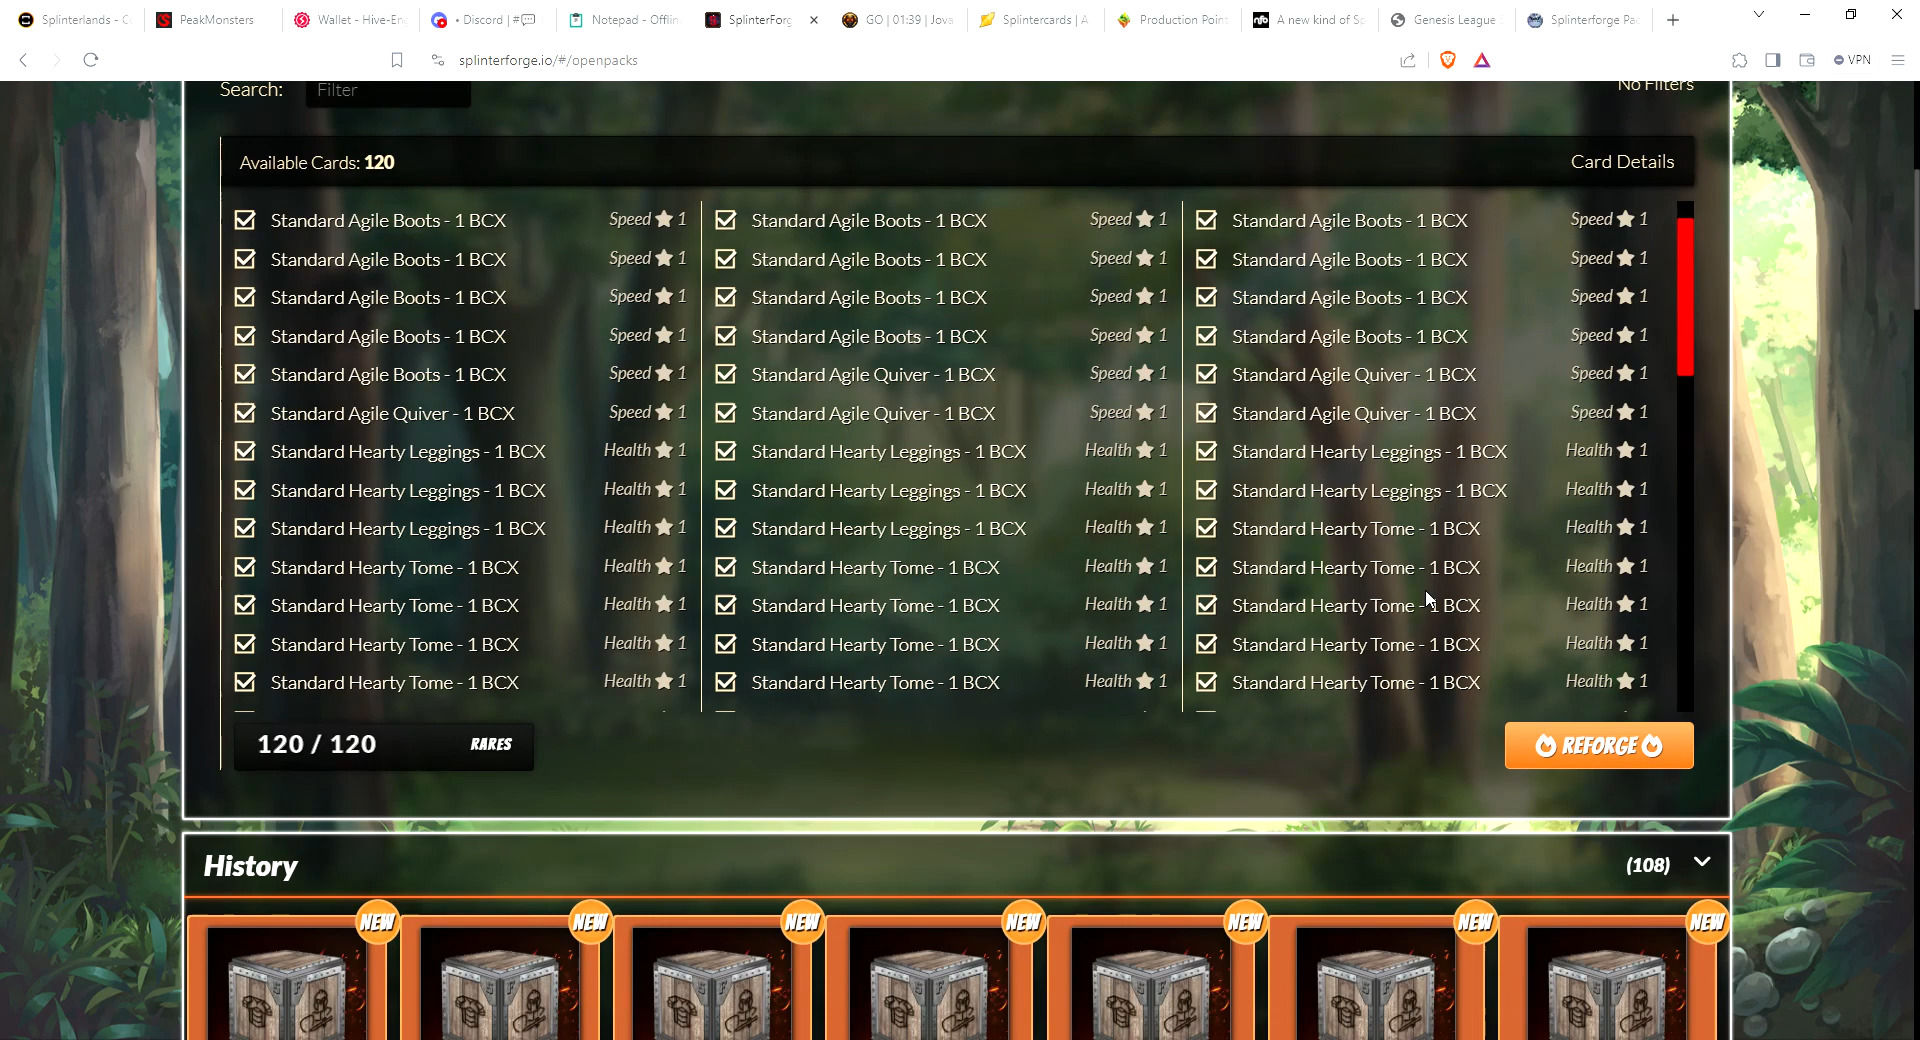 Splinterlands - C
PeakMonsters
Wallet - Hive-En
• Discord | #
Notepad - Offlin
SplinterForg
GO | 01:39 | Jova
Splintercards | A
Production Poin
A new kind of Sp
Genesis League
Splinterforge Pa
splinterforge.io/#/openpacks
VPN
Search:
Filter
No Filters
Available Cards: 120
Card Details
Standard Agile Boots - 1 BCX Speed 1 Standard Agile Boots - 1 BCX Speed 1 Standard Agile Boots - 1 BCX Speed 1
Standard Agile Boots - 1 BCX Speed 1 Standard Agile Boots - 1 BCX Speed 1 Standard Agile Boots - 1 BCX Speed 1
Standard Agile Boots - 1 BCX Speed 1 Standard Agile Boots - 1 BCX Speed 1 Standard Agile Boots - 1 BCX Speed 1
Standard Agile Boots - 1 BCX Speed 1 Standard Agile Boots - 1 BCX Speed 1 Standard Agile Boots - 1 BCX Speed 1
Standard Agile Boots - 1 BCX Speed 1 Standard Agile Quiver - 1 BCX Speed 1 Standard Agile Quiver - 1 BCX Speed 1
Standard Agile Quiver - 1 BCX Speed 1 Standard Agile Quiver - 1 BCX Speed 1 Standard Agile Quiver - 1 BCX Speed 1
Standard Hearty Leggings - 1 BCX Health 1 Standard Hearty Leggings - 1 BCX Health 1 Standard Hearty Leggings - 1 BCX Health 1
Standard Hearty Leggings - 1 BCX Health 1 Standard Hearty Leggings - 1 BCX Health 1 Standard Hearty Leggings - 1 BCX Health 1
Standard Hearty Leggings - 1 BCX Health 1 Standard Hearty Leggings - 1 BCX Health 1 Standard Hearty Tome - 1 BCX Health 1
Standard Hearty Tome - 1 BCX Health 1 Standard Hearty Tome - 1 BCX Health 1 Standard Hearty Tome - 1 BCX Health 1
Standard Hearty Tome - 1 BCX Health 1 Standard Hearty Tome - 1 BCX Health 1 Standard Hearty Tome - 1 BCX Health 1
Standard Hearty Tome - 1 BCX Health 1 Standard Hearty Tome - 1 BCX Health 1 Standard Hearty Tome - 1 BCX Health 1
Standard Hearty Tome - 1 BCX Health 1 Standard Hearty Tome - 1 BCX Health 1 Standard Hearty Tome - 1 BCX Health 1
120 / 120 RARES
REFORGE
History
(108)
NEW NEW NEW NEW NEW NEW NEW
S F S F S F S F S F S F S F